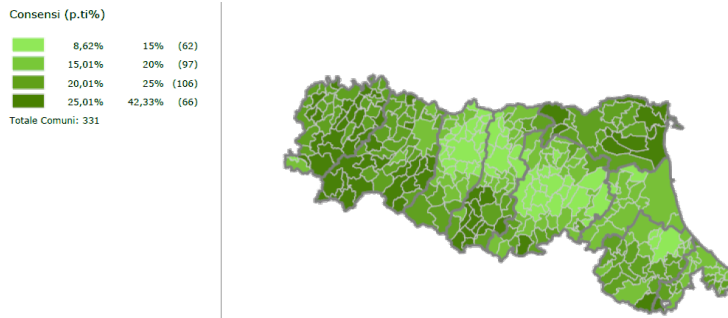 Consensi (p.ti%)
8,62% 15% (62)
15,01% 20% (97)
20,01% 25% (106)
25,01% 42,33% (66)
Totale Comuni: 331